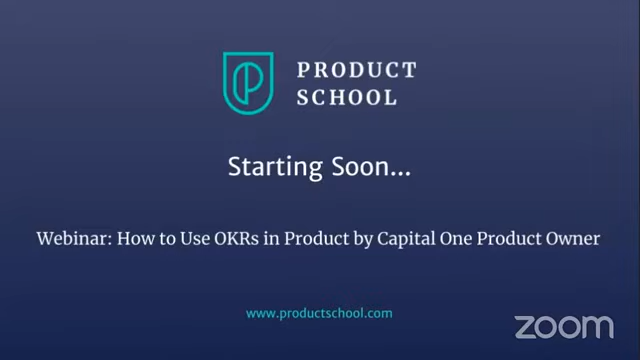 PRODUCT
SCHOOL
Starting Soon...
Webinar: How to Use OKRs in Product by Capital One Product Owner
www.productschool.com
zoom